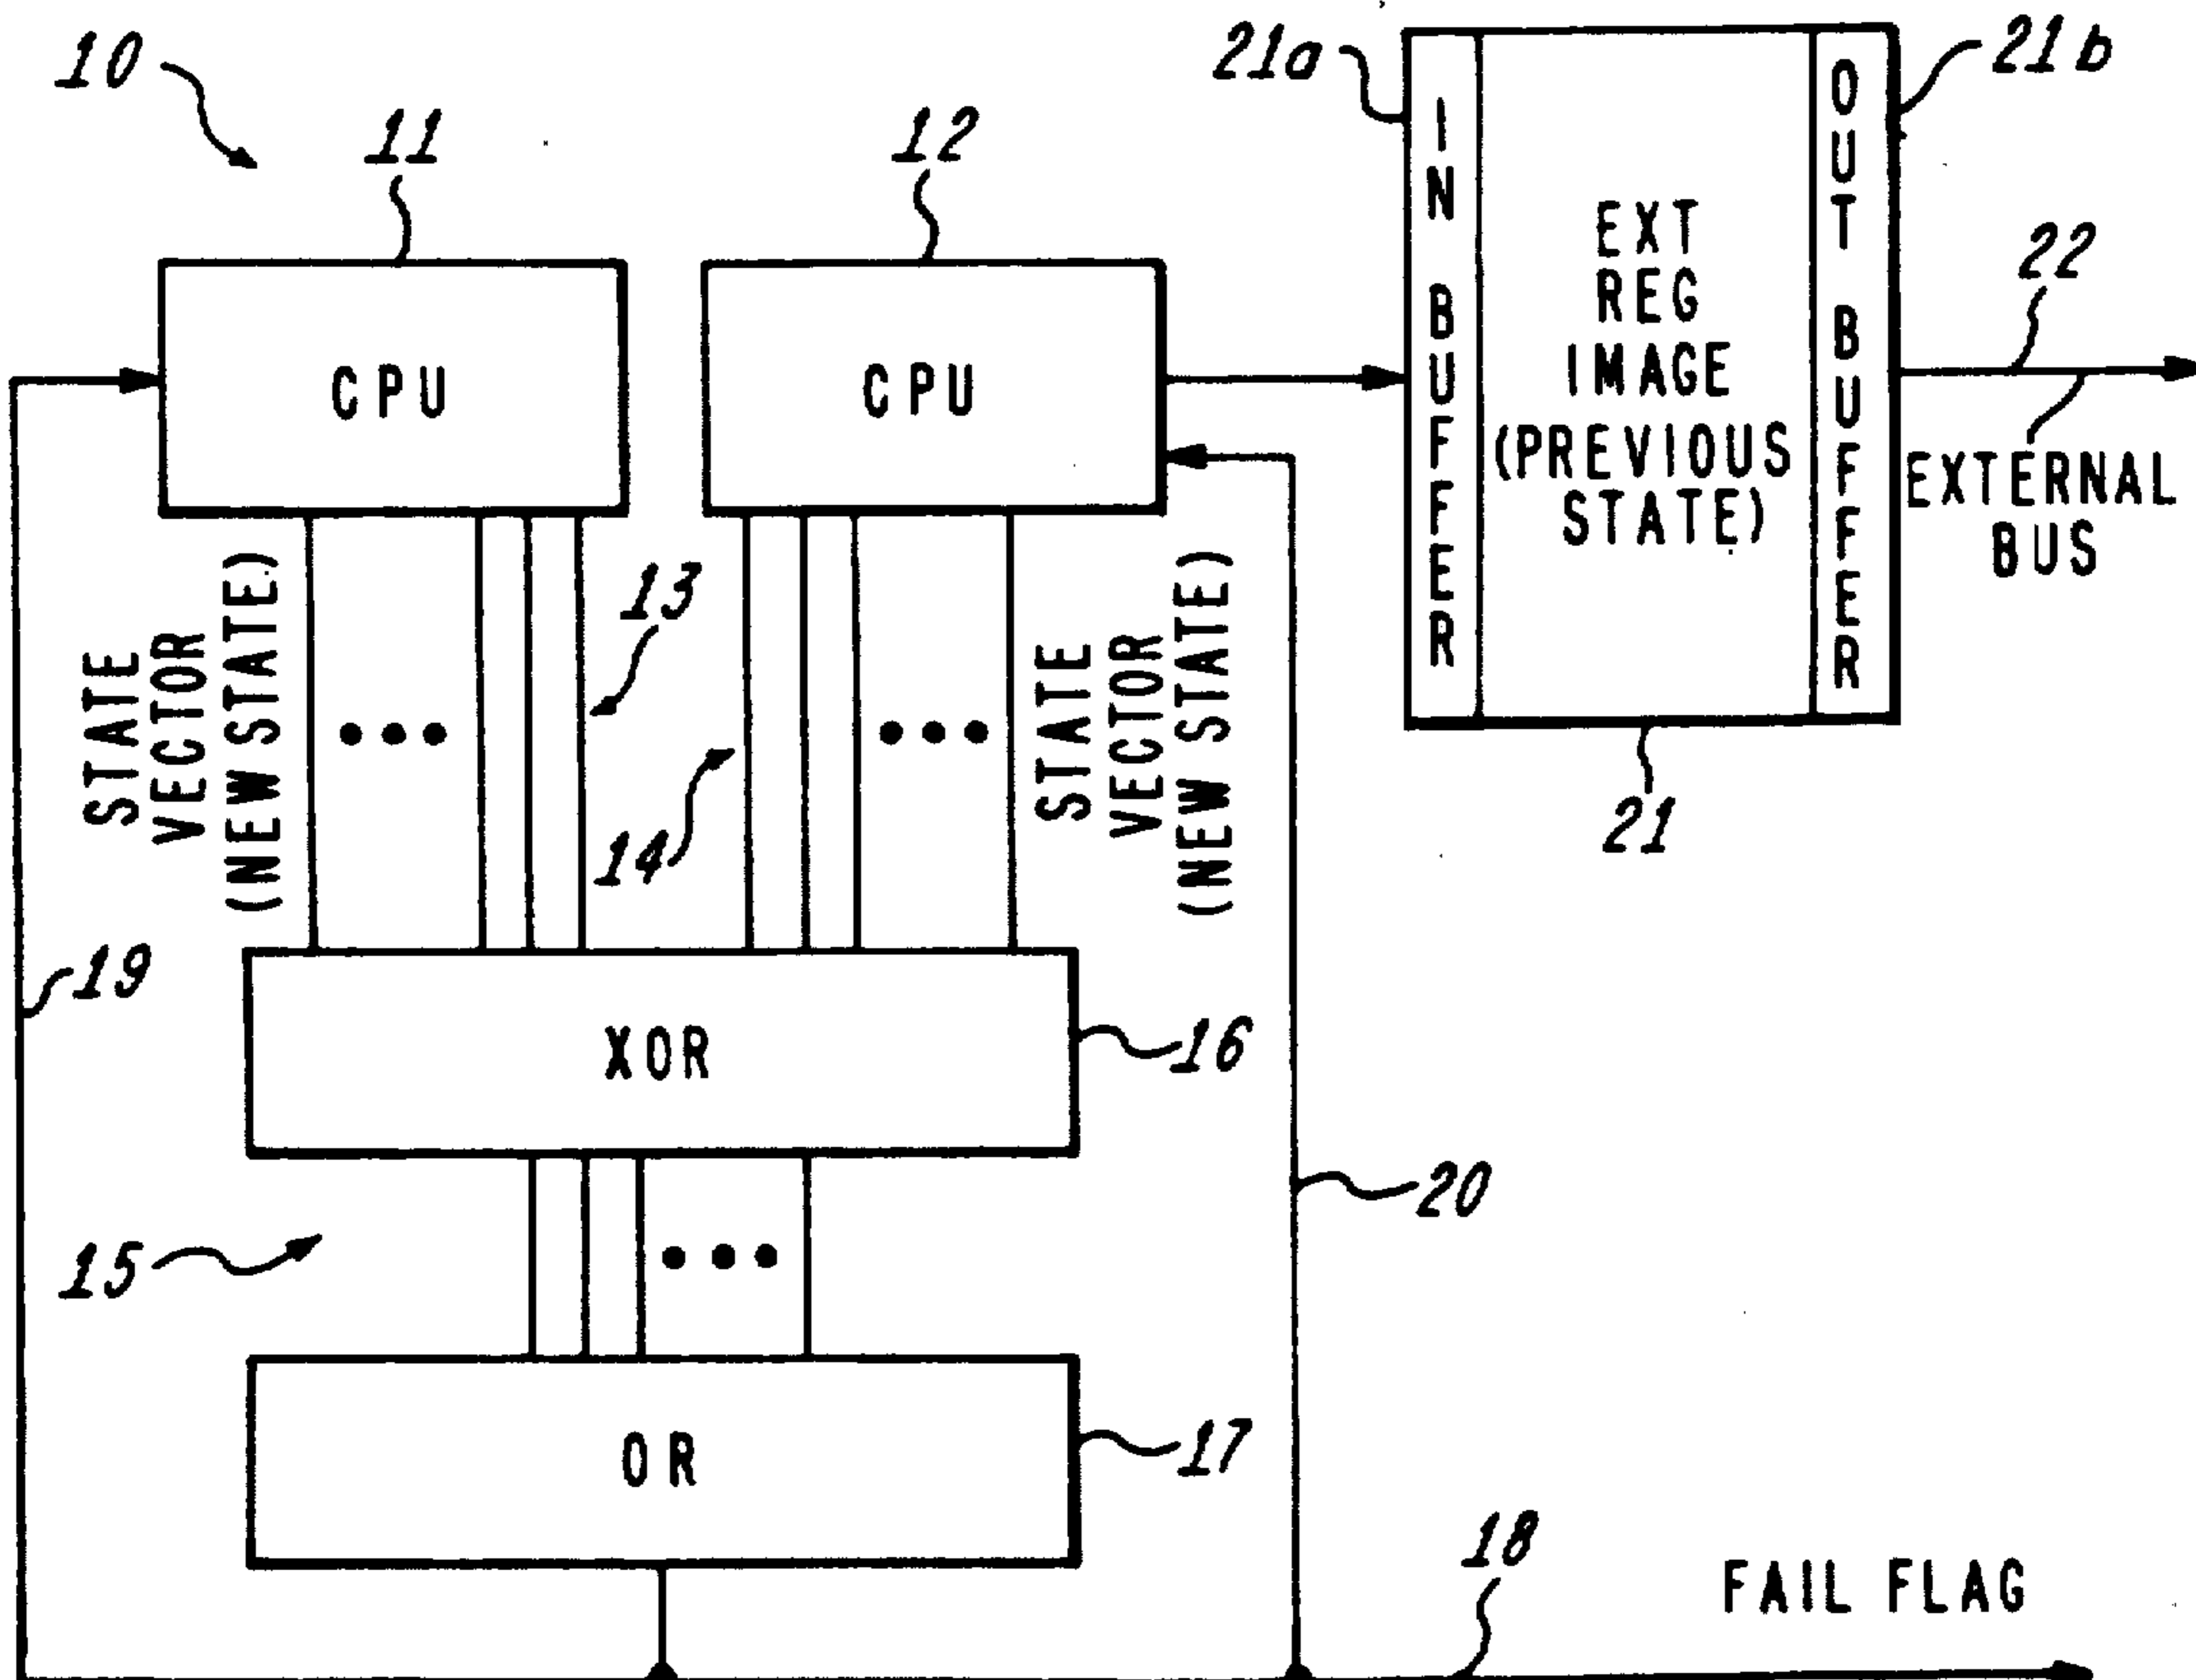 10
11
12
21a
21b
CPU
CPU
IN BUFFER
EXT
REG
IMAGE
(PREVIOUS
STATE)
OUT BUFFER
22
EXTERNAL
BUS
21
STATE
VECTOR
(NEW STATE)
13
14
STATE
VECTOR
(NEW STATE)
19
XOR
16
20
15
OR
17
18
FAIL FLAG